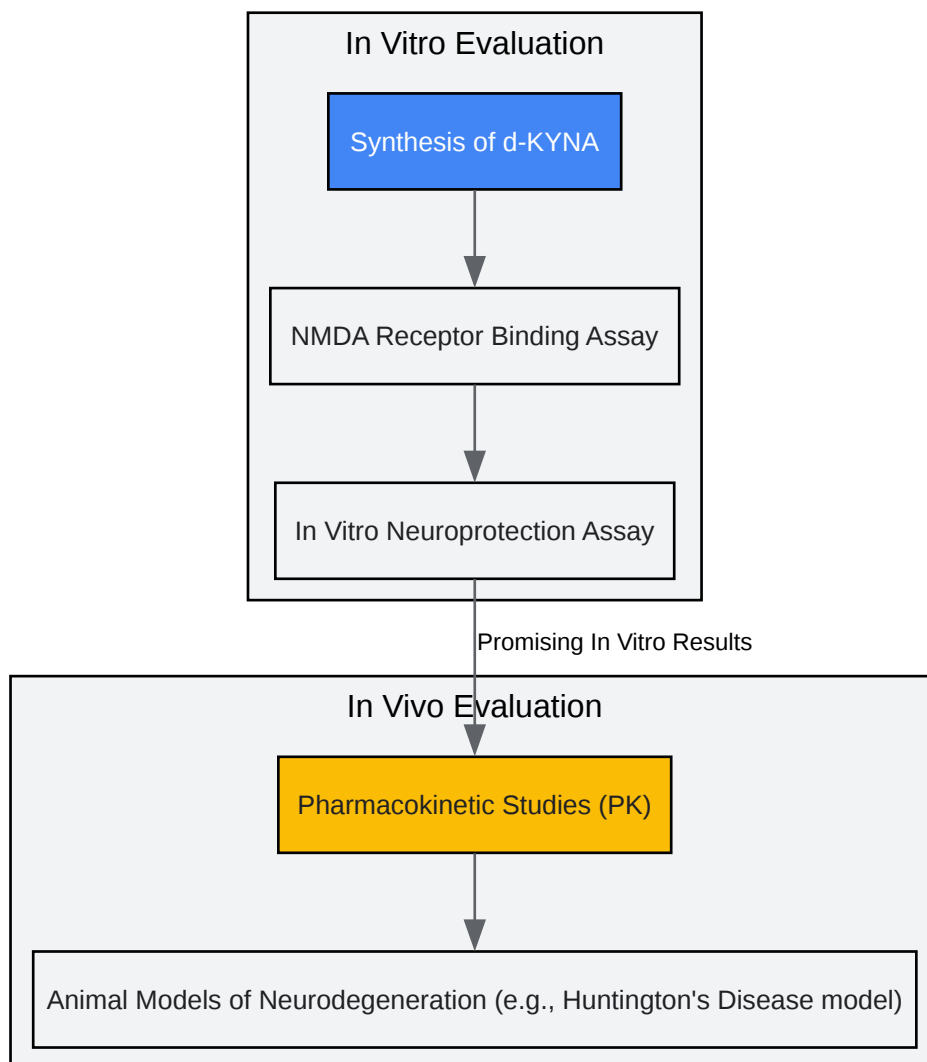 In Vitro Evaluation
Synthesis of d-KYNA
NMDA Receptor Binding Assay
In Vitro Neuroprotection Assay
Promising In Vitro Results
In Vivo Evaluation
Pharmacokinetic Studies (PK)
Animal Models of Neurodegeneration (e.g., Huntington's Disease model)